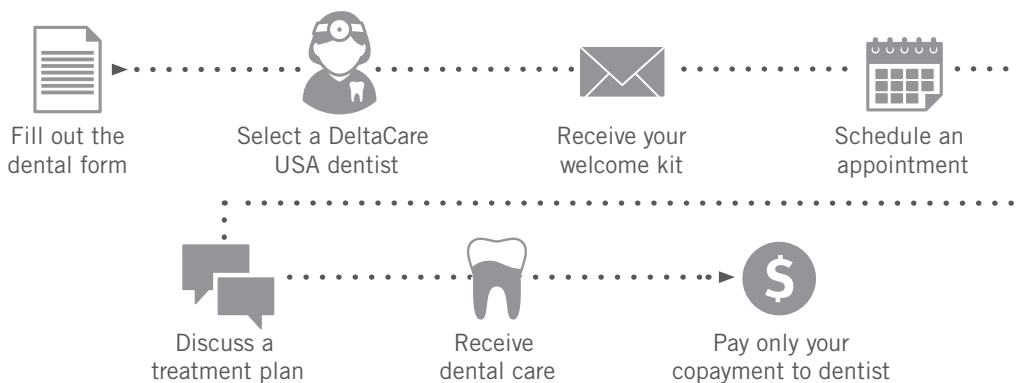 Fill out the
dental form
Select a DeltaCare
USA dentist
Receive your
welcome kit
Schedule an
appointment
Discuss a
treatment plan
Receive
dental care
$
Pay only your
copayment to dentist